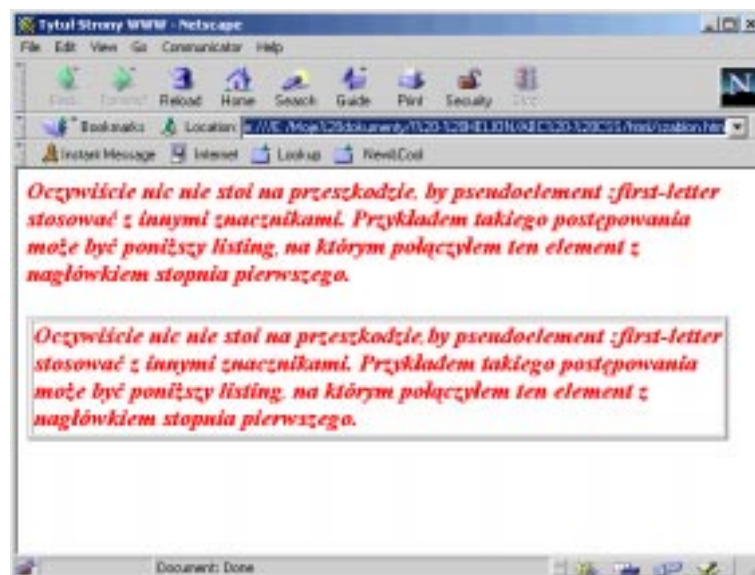 Tytuł Strony WWW - Netscape
File Edit View Go Communicator Help
Reload Home Search Guide Print Security
Bookmarks Location:
Instant Message Internet Lookup New&Cool
Oczywiście nic nie stoi na przeszkodzie, by pseudoelement :first-letter
stosować z innymi znacznikami. Przykładem takiego postępowania
może być poniższy listing, na którym połączyłem ten element z
nagłówkiem stopnia pierwszego.
Oczywiście nic nie stoi na przeszkodzie, by pseudoelement :first-letter
stosować z innymi znacznikami. Przykładem takiego postępowania
może być poniższy listing, na którym połączyłem ten element z
nagłówkiem stopnia pierwszego.
Document: Done